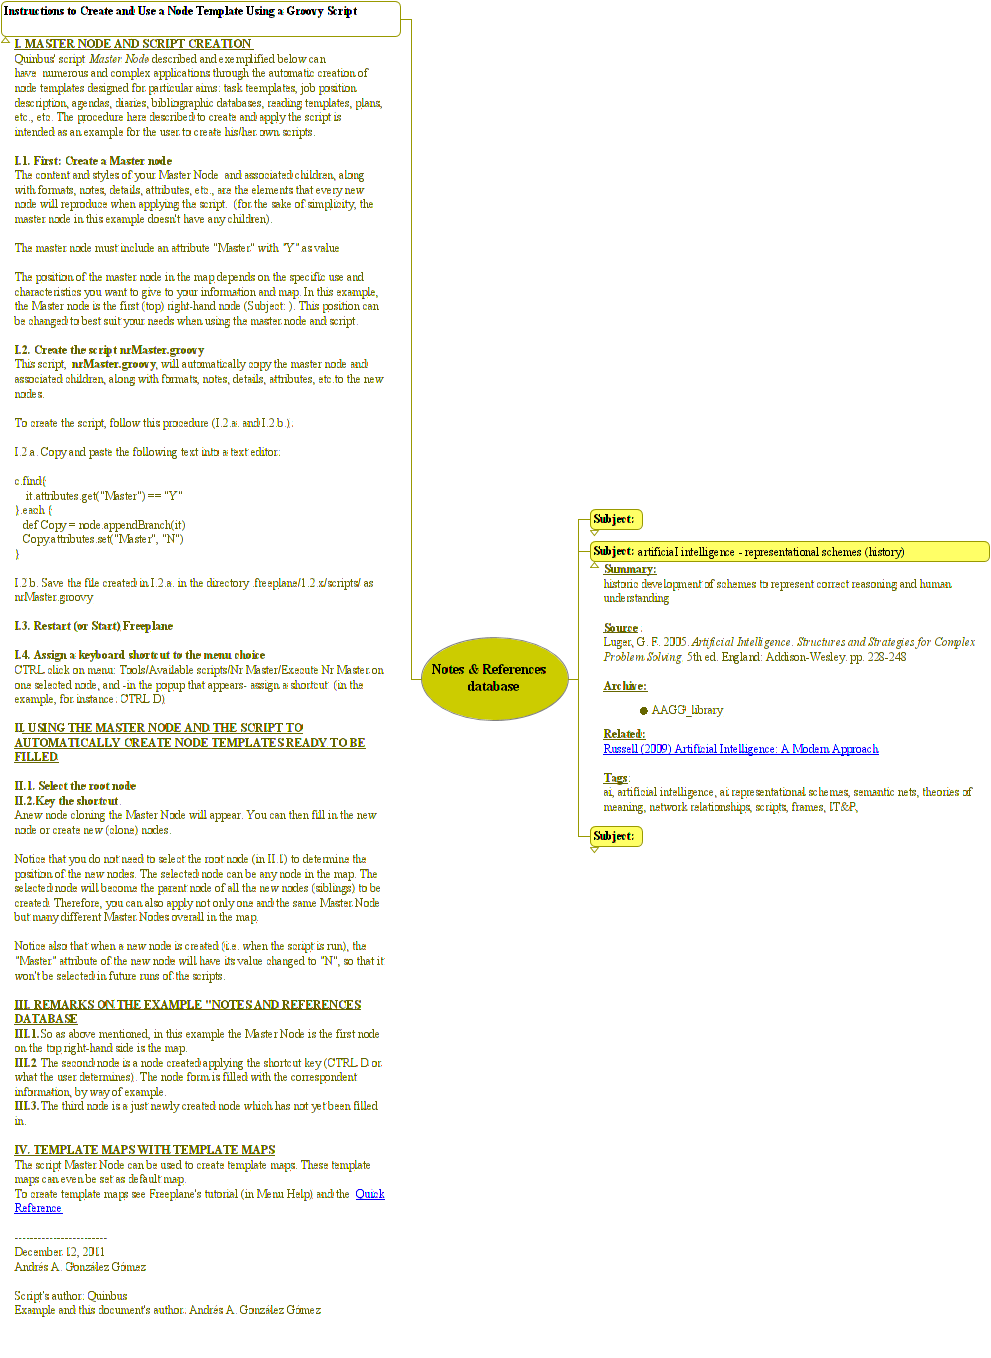 Instructions to Create and Use a Node Template Using a Groovy Script
I. MASTER NODE AND SCRIPT CREATION
Quinbus' script Master Node described and exemplified below can
have numerous and complex applications through the automatic creation of
node templates designed for particular aims: task teemplates, job position
description, agendas, diaries, bibliographic databases, reading templates, plans,
etc., etc. The procedure here described to create and apply the script is
intended as an example for the user to create his/her own scripts.
I.1. First: Create a Master node
The content and styles of your Master Node and associated children, along
with formats, notes, details, attributes, etc., are the elements that every new
node will reproduce when applying the script. (for the sake of simplicity, the
master node in this example doesn't have any children).
The master node must include an attribute "Master" with "Y" as value
The position of the master node in the map depends on the specific use and
characteristics you want to give to your information and map. In this example,
the Master node is the first (top) right-hand node (Subject: ). This position can
be changed to best suit your needs when using the master node and script.
I.2. Create the script nrMaster.groovy
This script, nrMaster.groovy, will automatically copy the master node and
associated children, along with formats, notes, details, attributes, etc.to the new
nodes.
To create the script, follow this procedure (I.2.a. and I.2.b.).
I.2.a. Copy and paste the following text into a text editor:
c.find{
it.attributes.get("Master") == "Y"
}.each {
def Copy = node.appendBranch(it)
Copy.attributes.set("Master", "N")
}
I.2.b. Save the file created in I.2.a. in the directory .freeplane/1.2.x/scripts/ as
nrMaster.groovy
I.3. Restart (or Start) Freeplane
I.4. Assign a keyboard shortcut to the menu choice
CTRL click on menu: Tools/Available scripts/Nr Master/Execute Nr Master on
one selected node, and -in the popup that appears- assign a shortcut (in the
example, for instance. CTRL D)
II. USING THE MASTER NODE AND THE SCRIPT TO
AUTOMATICALLY CREATE NODE TEMPLATES READY TO BE
FILLED
II.1. Select the root node
II.2.Key the shortcut.
Anew node cloning the Master Node will appear. You can then fill in the new
node or create new (clone) nodes.
Notice that you do not need to select the root node (in II.1) to determine the
position of the new nodes. The selected node can be any node in the map. The
selected node will become the parent node of all the new nodes (siblings) to be
created. Therefore, you can also apply not only one and the same Master Node
but many different Master Nodes overall in the map.
Notice also that when a new node is created (i.e. when the script is run), the
"Master" attribute of the new node will have its value changed to "N", so that it
won't be selected in future runs of the scripts.
III. REMARKS ON THE EXAMPLE "NOTES AND REFERENCES
DATABASE
III.1.So as above mentioned, in this example the Master Node is the first node
on the top right-hand side is the map.
III.2 The second node is a node created applying the shortcut key (CTRL D or
what the user determines). The node form is filled with the correspondent
information, by way of example.
III.3.The third node is a just newly created node which has not yet been filled
in.
IV. TEMPLATE MAPS WITH TEMPLATE MAPS
The script Master Node can be used to create template maps. These template
maps can even be set as default map.
To create template maps see Freeplane's tutorial (in Menu Help) and the Quick
Reference
------------------------
December 12, 2011
Andrés A. González Gómez
Script's author: Quinbus
Example and this document's author. Andrés A. González Gómez
Notes & References
database
Subject:
Subject: artificial intelligence - representational schemes (history)
Summary:
historic development of schemes to represent correct reasoning and human
understanding
Source.
Luger, G. F. 2005. Artificial Intelligence. Structures and Strategies for Complex
Problem Solving. 5th ed. England: Addison-Wesley. pp. 228-248
Archive:
● AAGG\_library
Related:
Russell (2009) Artificial Intelligence: A Modern Approach
Tags:
ai, artificial intelligence, ai representational schemes, semantic nets, theories of
meaning, network relationships, scripts, frames, IT&P,
Subject: